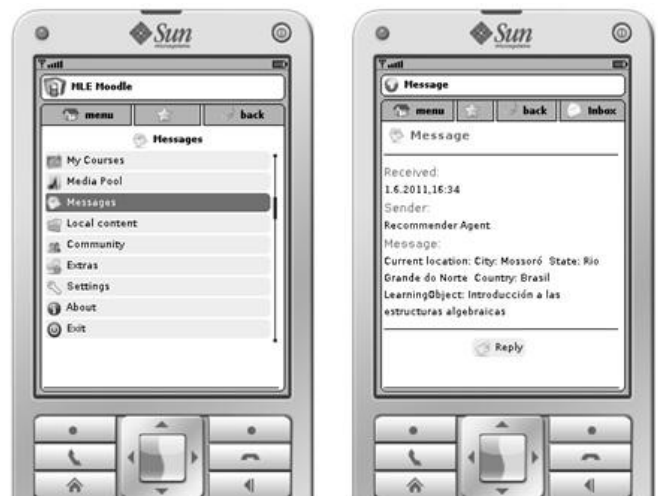 Sun
microsystems
MLE Moodle
menu
back
Messages
My Courses
Media Pool
Messages
Local content
Community
Extras
Settings
About
Exit
Sun
microsystems
Message
menu
back
Inbox
Message
Received:
1.6.2011,16:34
Sender:
Recommender Agent
Message:
Current location: City: Mossoró State: Rio
Grande do Norte Country: Brasil
LearningObject: Introducción a las
estructuras algebraicas
Reply